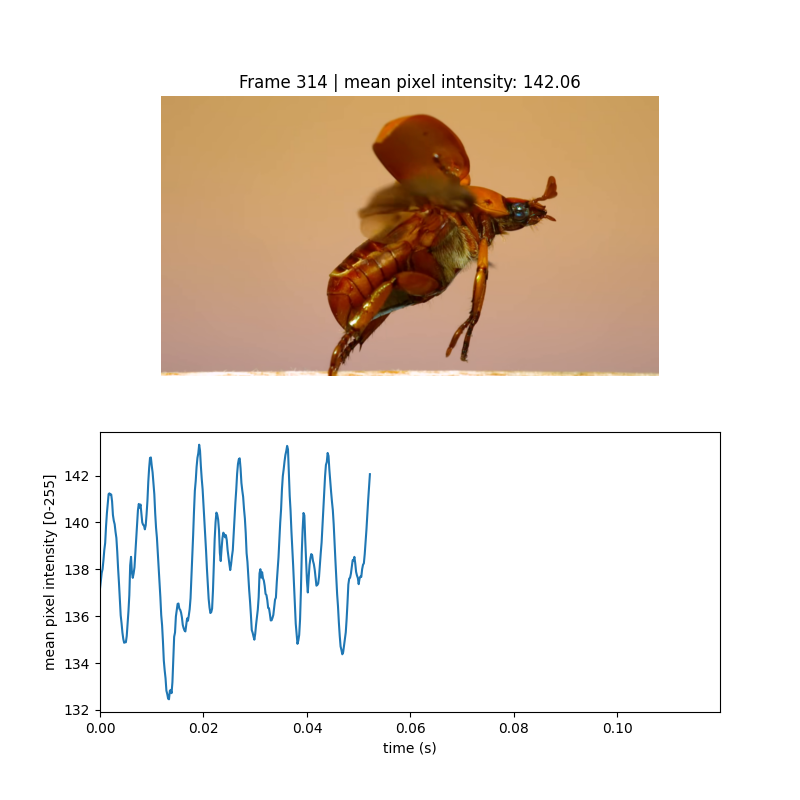 Frame 314 | mean pixel intensity: 142.06
mean pixel intensity [0-255]
142
140
138
136
134
132
0.00 0.02 0.04 0.06 0.08 0.10
time (s)